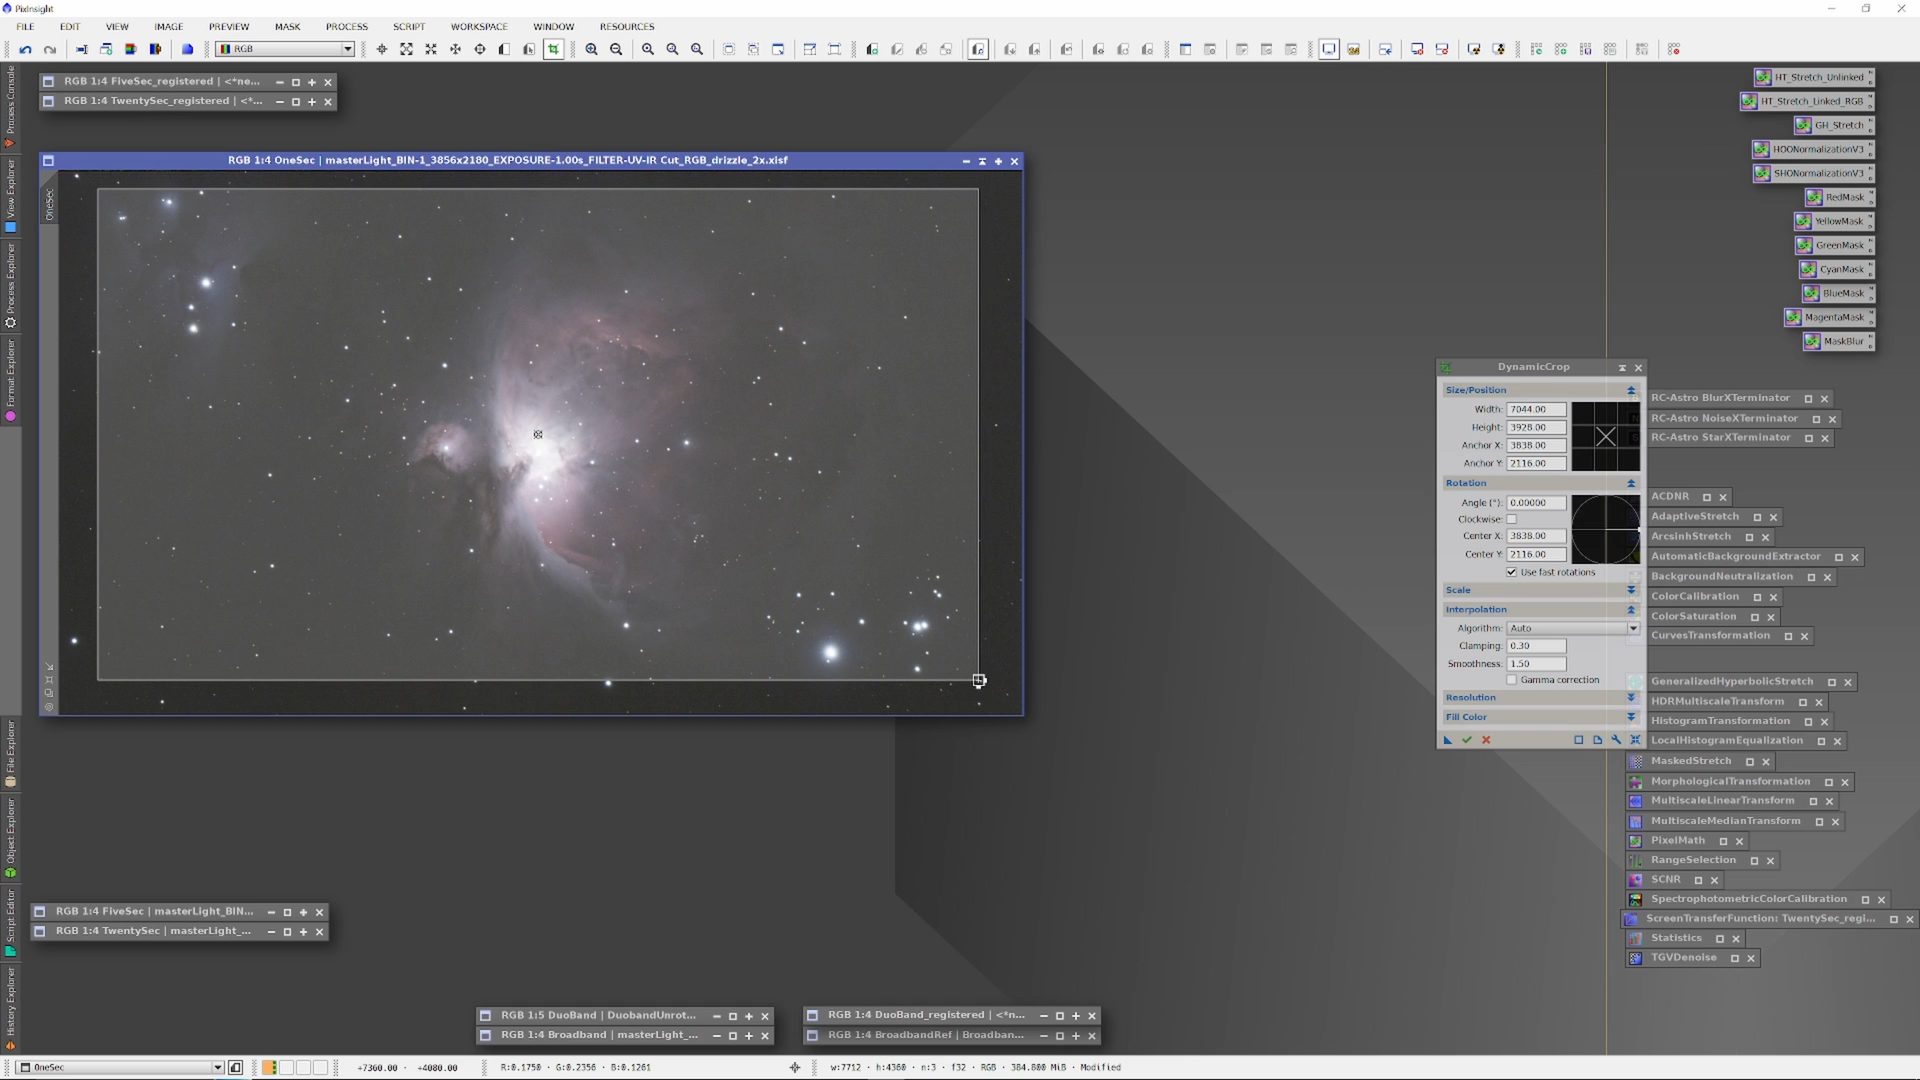 PixInsight
FILE EDIT VIEW IMAGE PREVIEW MASK PROCESS SCRIPT WORKSPACE WINDOW RESOURCES
RGB
Process Console
View Explorer
Process Explorer
Format Explorer
File Explorer
Object Explorer
Script Editor
History Explorer
RGB 1:4 FiveSec_registered | <*ne...
RGB 1:4 TwentySec_registered | <*...
RGB 1:4 OneSec | masterLight_BIN-1_3856x2180_EXPOSURE-1.00s_FILTER-UV-IR Cut_RGB_drizzle_2x.xisf
OneSec
HT_Stretch_Unlinked
HT_Stretch_Linked_RGB
GH_Stretch
HOONormalizationV3
SHONormalizationV3
RedMask
YellowMask
GreenMask
CyanMask
BlueMask
MagentaMask
MaskBlur
DynamicCrop
Size/Position
Width: 7044.00
Height: 3928.00
Anchor X: 3838.00
Anchor Y: 2116.00
Rotation
Angle (°): 0.00000
Clockwise:
Center X: 3838.00
Center Y: 2116.00
Use fast rotations
Scale
Interpolation
Algorithm: Auto
Clamping: 0.30
Smoothness: 1.50
Gamma correction
Resolution
Fill Color
RC-Astro BlurXTerminator
RC-Astro NoiseXTerminator
RC-Astro StarXTerminator
ACDNR
AdaptiveStretch
ArcsinhStretch
AutomaticBackgroundExtractor
BackgroundNeutralization
ColorCalibration
ColorSaturation
CurvesTransformation
GeneralizedHyperbolicStretch
HDRMultiscaleTransform
HistogramTransformation
LocalHistogramEqualization
MaskedStretch
MorphologicalTransformation
MultiscaleLinearTransform
MultiscaleMedianTransform
PixelMath
RangeSelection
SCNR
SpectrophotometricColorCalibration
ScreenTransferFunction: TwentySec_regi...
Statistics
TGVDenoise
RGB 1:4 FiveSec | masterLight_BIN...
RGB 1:4 TwentySec | masterLight_...
RGB 1:5 DuoBand | DuobandUnrot...
RGB 1:4 Broadband | masterLight_...
RGB 1:4 DuoBand_registered | <*n...
RGB 1:4 BroadbandRef | Broadban...
OneSec +7360.00 · +4080.00 R:0.1750 · G:0.2356 · B:0.1261 w:7712 · h:4360 · n:3 · f32 · RGB · 384.800 MiB · Modified